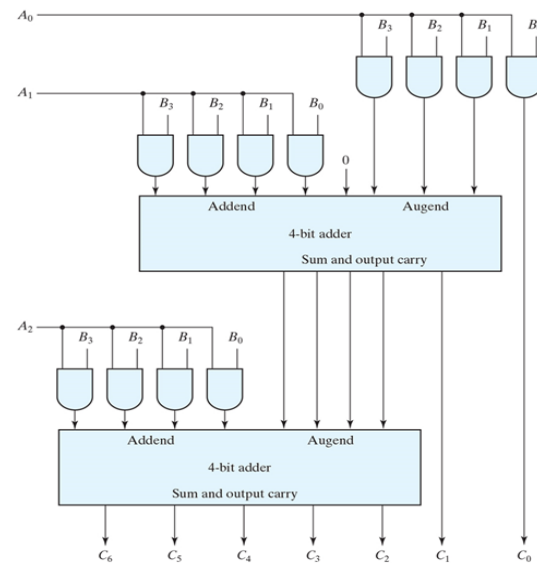 A0
B3 B2 B1 B
A1
B3 B2 B1 B0
0
Addend Augend
4-bit adder
Sum and output carry
A2
B3 B2 B1 B0
Addend Augend
4-bit adder
Sum and output carry
C6 C5 C4 C3 C2 C1 C0